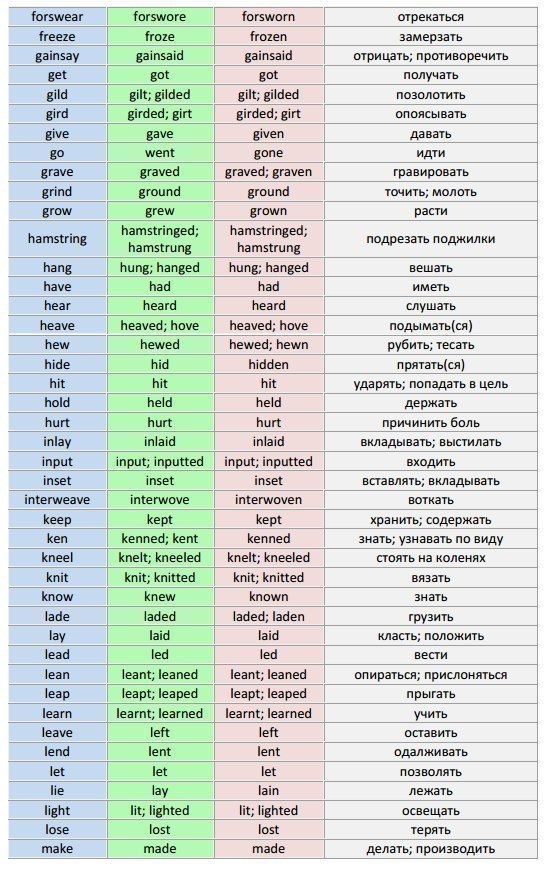 forswear forswore forsworn отрекаться
freeze froze frozen замерзать
gainsay gainsaid gainsaid отрицать; противоречить
get got got получать
gild gilt; gilded gilt; gilded позолотить
gird girded; girt girded; girt опоясывать
give gave given давать
go went gone идти
grave graved graved; graven гравировать
grind ground ground точить; молоть
grow grew grown расти
hamstring hamstringed; hamstringed; подрезать поджилки
hamstrung hamstrung
hang hung; hanged hung; hanged вешать
have had had иметь
hear heard heard слушать
heave heaved; hove heaved; hove подымать(ся)
hew hewed hewed; hewn рубить; тесать
hide hid hidden прятать(ся)
hit hit hit ударять; попадать в цель
hold held held держать
hurt hurt hurt причинить боль
inlay inlaid inlaid вкладывать; выстилать
input input; inputted input; inputted входить
inset inset inset вставлять; вкладывать
interweave interwove interwoven воткать
keep kept kept хранить; содержать
ken kenned; kent kenned знать; узнавать по виду
kneel knelt; kneeled knelt; kneeled стоять на коленях
knit knit; knitted knit; knitted вязать
know knew known знать
lade laded laded; laden грузить
lay laid laid класть; положить
lead led led вести
lean leant; leaned leant; leaned опираться; прислоняться
leap leapt; leaped leapt; leaped прыгать
learn learnt; learned learnt; learned учить
leave left left оставить
lend lent lent одалживать
let let let позволять
lie lay lain лежать
light lit; lighted lit; lighted освещать
lose lost lost терять
make made made делать; производить